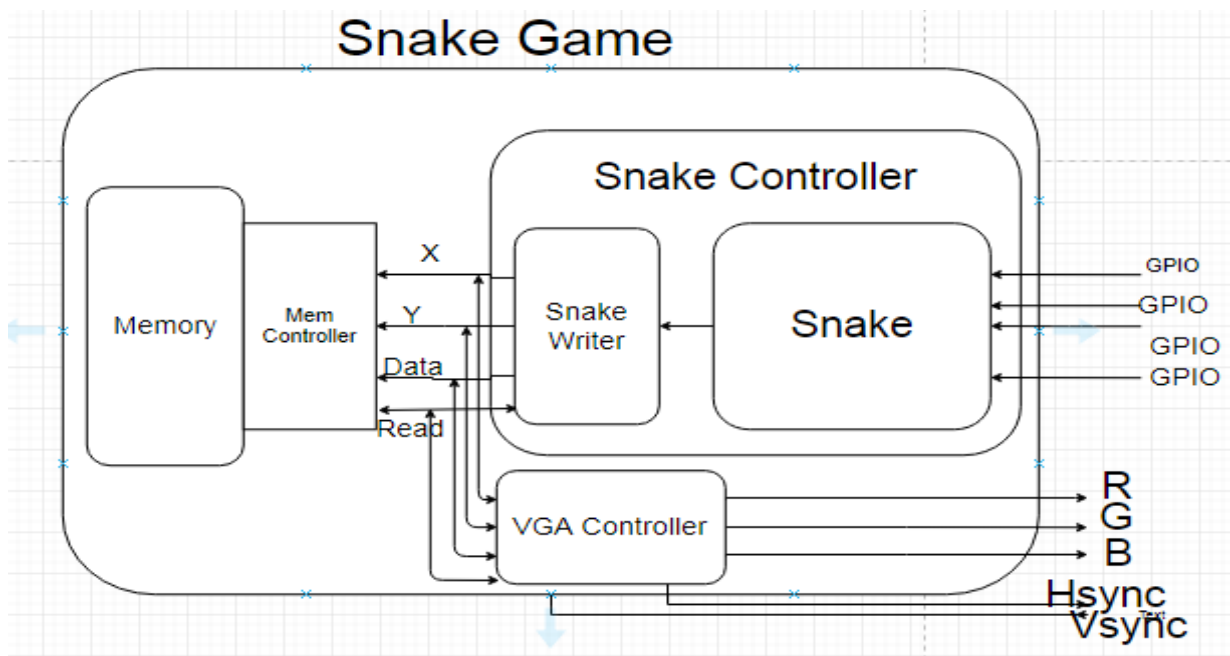 Snake Game
Snake Controller
Memory
Mem
Controller
X
Y
Data
Read
Snake
Writer
Snake
GPIO
GPIO
GPIO
GPIO
VGA Controller
R
G
B
Hsync
Text
Vsync